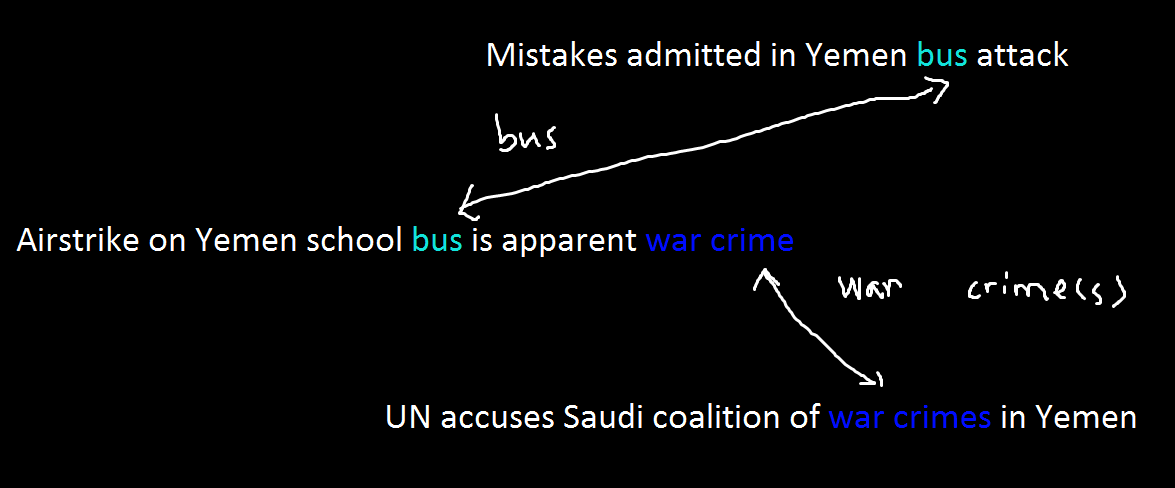 Mistakes admitted in Yemen bus attack
bus
Airstrike on Yemen school bus is apparent war crime
war crime(s)
UN accuses Saudi coalition of war crimes in Yemen